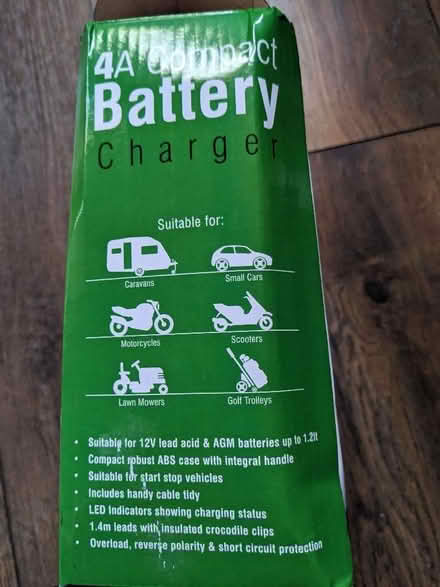 4A Compact
Battery
Charger
Suitable for:
Caravans
Small Cars
Motorcycles
Scooters
Lawn Mowers
Golf Trolleys
• Suitable for 12V lead acid & AGM batteries up to 1.2lt
• Compact robust ABS case with integral handle
• Suitable for start stop vehicles
• Includes handy cable tidy
• LED Indicators showing charging status
• 1.4m leads with insulated crocodile clips
• Overload, reverse polarity & short circuit protection